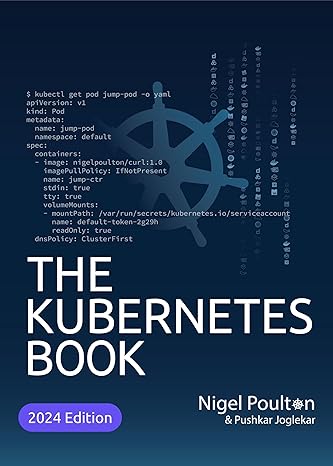 $ kubectl get pod jump-pod -o yaml
apiVersion: v1
kind: Pod
metadata:
  name: jump-pod
  namespace: default
spec:
  containers:
  - image: nigelpoulton/curl:1.0
    imagePullPolicy: IfNotPresent
    name: jump-ctr
    stdin: true
    tty: true
    volumeMounts:
    - mountPath: /var/run/secrets/kubernetes.io/serviceaccount
      name: default-token-2g29h
      readOnly: true
  dnsPolicy: ClusterFirst
THE
KUBERNETES
BOOK
2024 Edition
Nigel Poulton
& Pushkar Joglekar